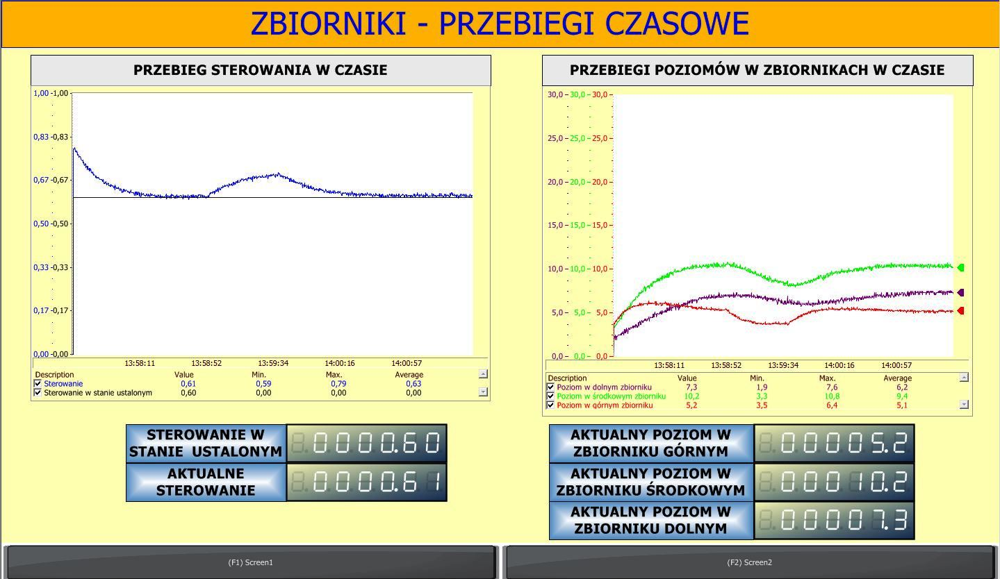 ZBIORNIKI - PRZEBIEGI CZASOWE
PRZEBIEG STEROWANIA W CZASIE
1,00 -1,00
0,83 -0,83
0,67 -0,67
0,50 -0,50
0,33 -0,33
0,17 -0,17
0,00 -0,00
13:58:11 13:58:52 13:59:34 14:00:16 14:00:57
Description Value Min. Max. Average
Sterowanie 0,61 0,59 0,79 0,63
Sterowanie w stanie ustalonym 0,60 0,00 0,00 0,00
STEROWANIE W
STANIE USTALONYM
0000.60
AKTUALNE
STEROWANIE
0000.61
PRZEBIEGI POZIOMÓW W ZBIORNIKACH W CZASIE
30,0 – 30,0 – 30,0
25,0 – 25,0 – 25,0
20,0 – 20,0 – 20,0
15,0 – 15,0 – 15,0
10,0 – 10,0 – 10,0
5,0 – 5,0 – 5,0
0,0 – 0,0 – 0,0
13:58:11 13:58:52 13:59:34 14:00:16 14:00:57
Description Value Min. Max. Average
Poziom w dolnym zbiorniku 7,3 1,9 7,6 6,2
Poziom w środkowym zbiorniku 10,2 3,3 10,8 9,4
Poziom w górnym zbiorniku 5,2 3,5 6,4 5,1
AKTUALNY POZIOM W
ZBIORNIKU GÓRNYM
00005.2
AKTUALNY POZIOM W
ZBIORNIKU ŚRODKOWYM
00010.2
AKTUALNY POZIOM W
ZBIORNIKU DOLNYM
00007.3
(F1) Screen1
(F2) Screen2